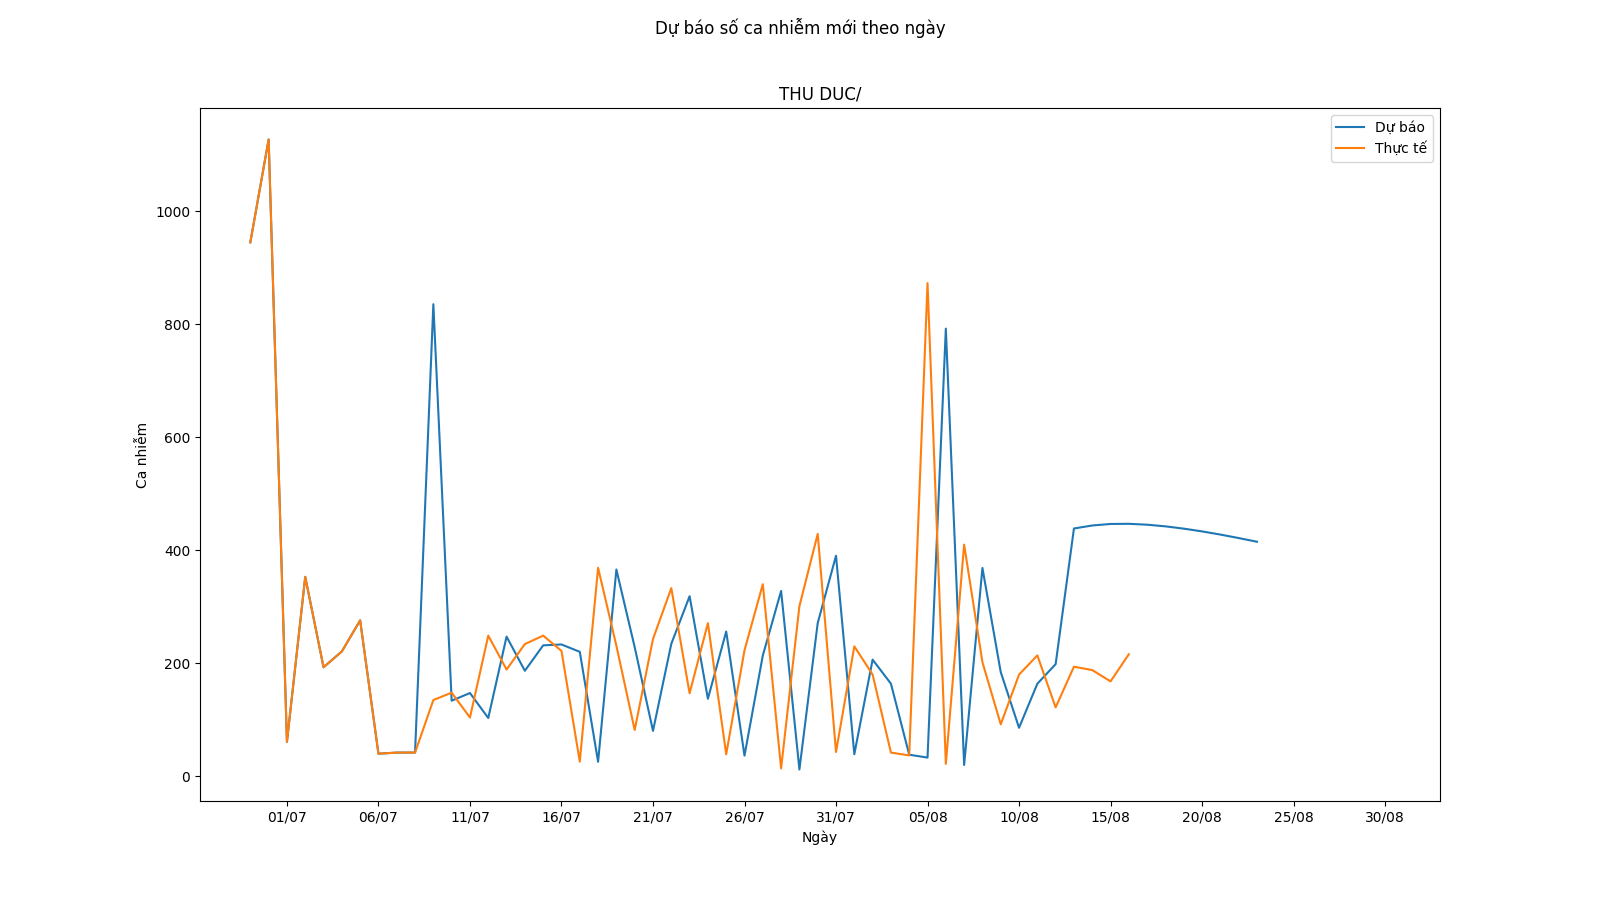 Dự báo số ca nhiễm mới theo ngày
THU DUC/
Dự báo
Thực tế
1000
800
600
400
200
0
Ca nhiễm
01/07 06/07 11/07 16/07 21/07 26/07 31/07 05/08 10/08 15/08 20/08 25/08 30/08
Ngày